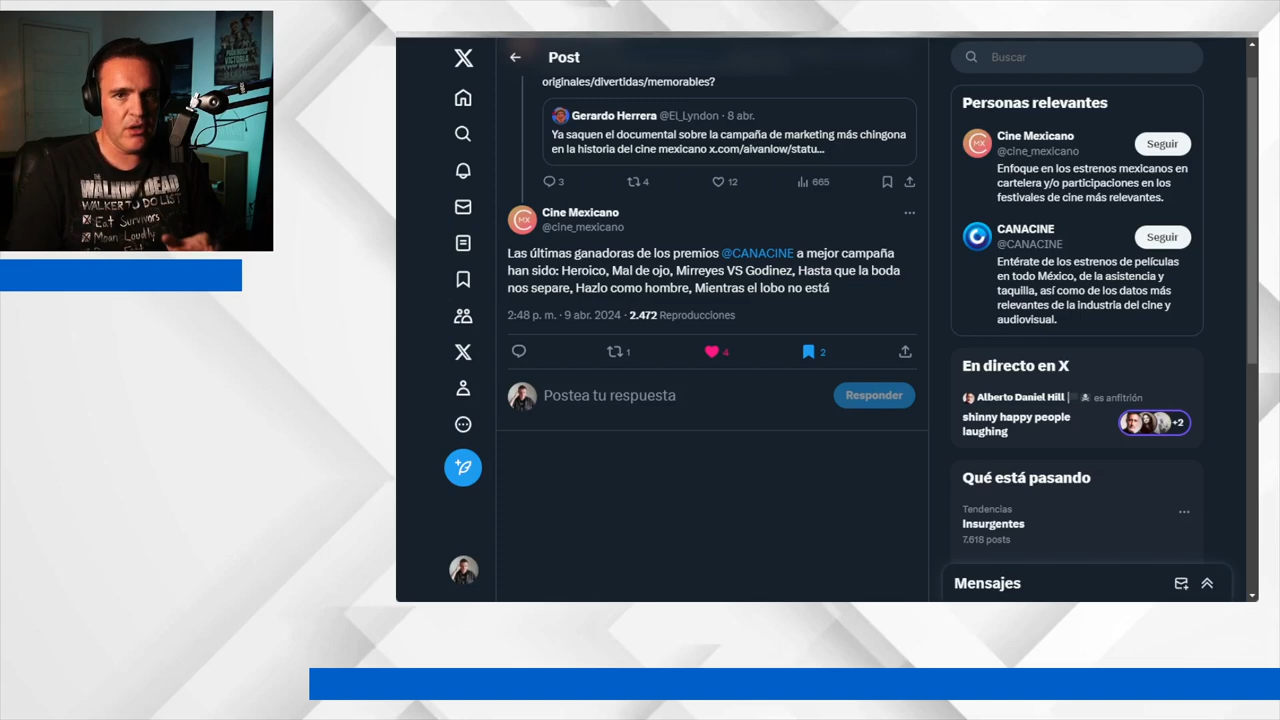 THE
WALKING DEAD
WALKER TO DO LIST
Eat Survivors
Moan Loudly
Post
originales/divertidas/memorables?
Gerardo Herrera @El_Lyndon · 8 abr.
Ya saquen el documental sobre la campaña de marketing más chingona
en la historia del cine mexicano x.com/aivanlow/statu...
3 4 12 665
Cine Mexicano
@cine_mexicano
Las últimas ganadoras de los premios @CANACINE a mejor campaña
han sido: Heroico, Mal de ojo, Mirreyes VS Godinez, Hasta que la boda
nos separe, Hazlo como hombre, Mientras el lobo no está
2:48 p. m. · 9 abr. 2024 · 2.472 Reproducciones
1 4 2
Postea tu respuesta
Responder
Buscar
Personas relevantes
Cine Mexicano
@cine_mexicano
Seguir
Enfoque en los estrenos mexicanos en
cartelera y/o participaciones en los
festivales de cine más relevantes.
CANACINE
@CANACINE
Seguir
Entérate de los estrenos de películas
en todo México, de la asistencia y
taquilla, así como de los datos más
relevantes de la industria del cine y
audiovisual.
En directo en X
Alberto Daniel Hill | es anfitrión
shinny happy people
laughing
+2
Qué está pasando
Tendencias
Insurgentes
7.618 posts
Mensajes